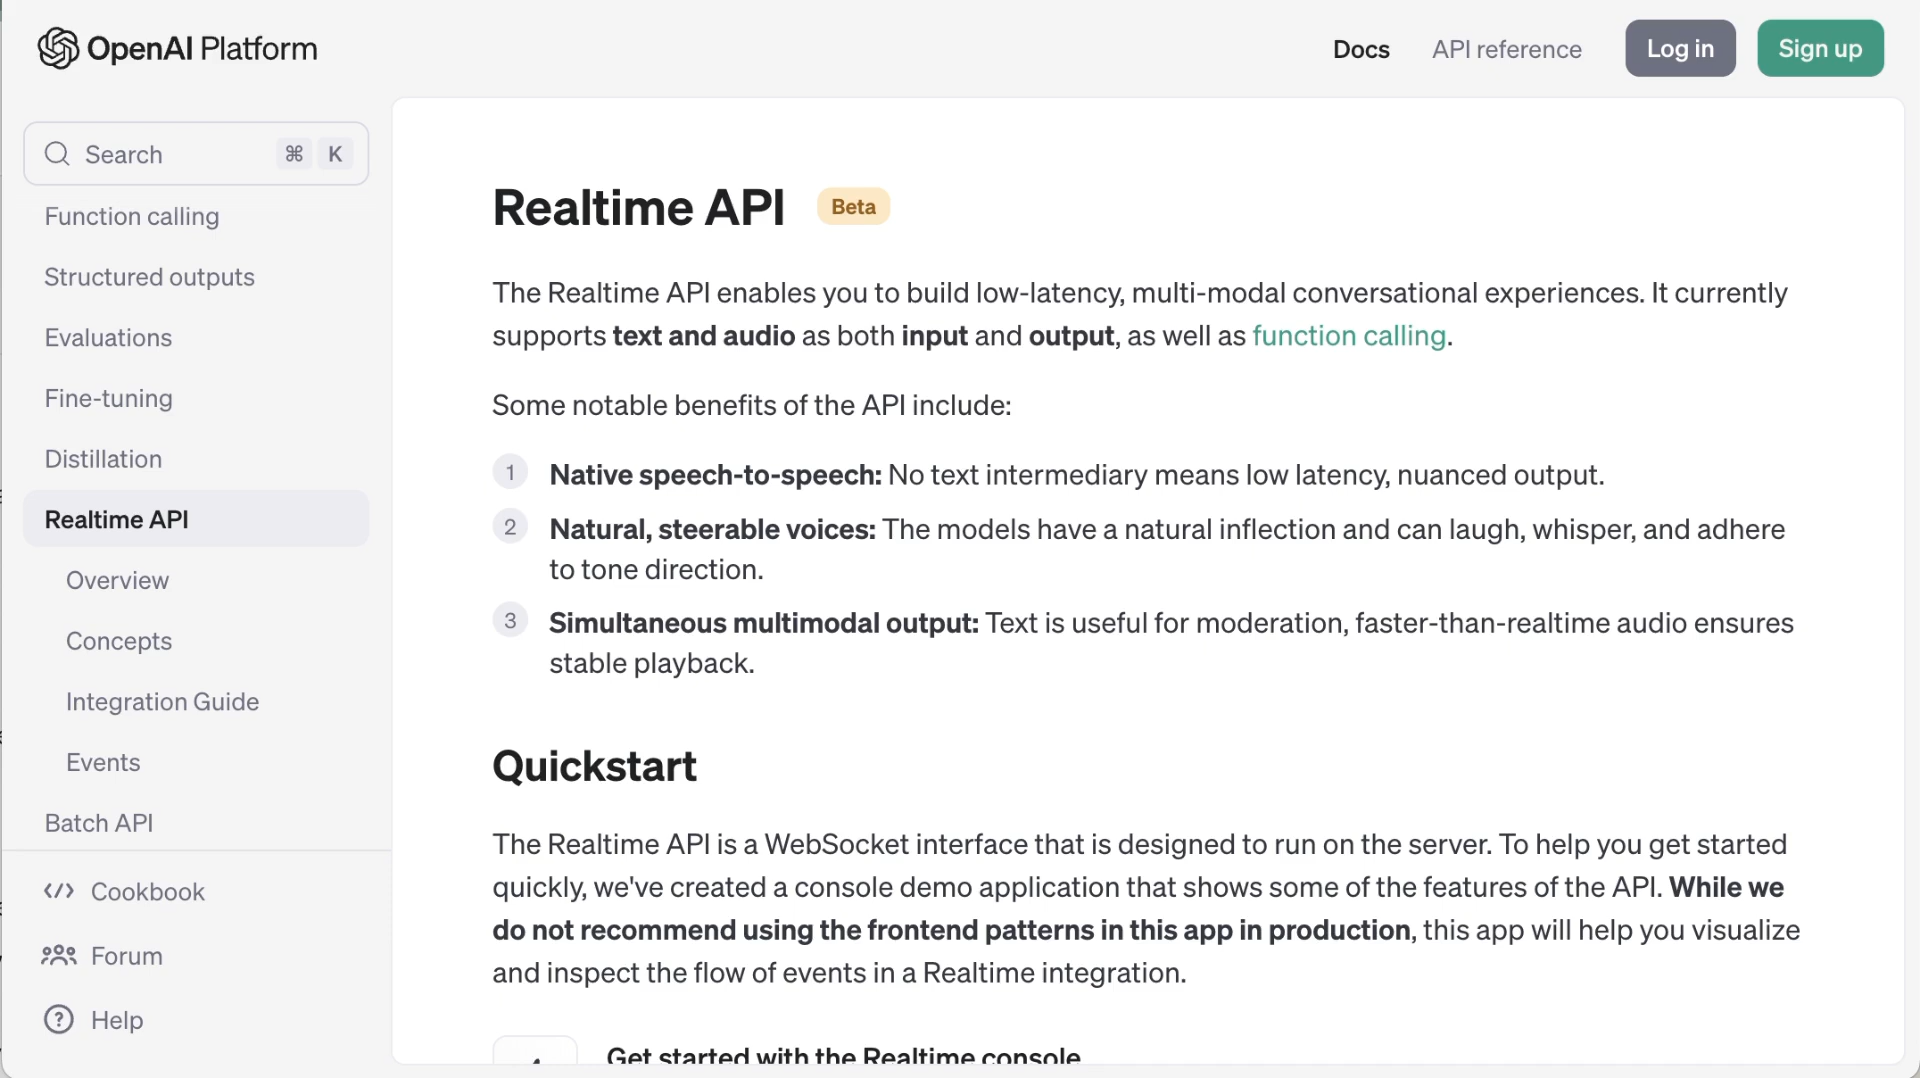 OpenAI Platform
Docs
API reference
Log in
Sign up
Search
⌘ K
Function calling
Structured outputs
Evaluations
Fine-tuning
Distillation
Realtime API
Overview
Concepts
Integration Guide
Events
Batch API
Cookbook
Forum
Help
Realtime API Beta
The Realtime API enables you to build low-latency, multi-modal conversational experiences. It currently
supports text and audio as both input and output, as well as function calling.
Some notable benefits of the API include:
1 Native speech-to-speech: No text intermediary means low latency, nuanced output.
2 Natural, steerable voices: The models have a natural inflection and can laugh, whisper, and adhere
to tone direction.
3 Simultaneous multimodal output: Text is useful for moderation, faster-than-realtime audio ensures
stable playback.
Quickstart
The Realtime API is a WebSocket interface that is designed to run on the server. To help you get started
quickly, we've created a console demo application that shows some of the features of the API. While we
do not recommend using the frontend patterns in this app in production, this app will help you visualize
and inspect the flow of events in a Realtime integration.
Get started with the Realtime console